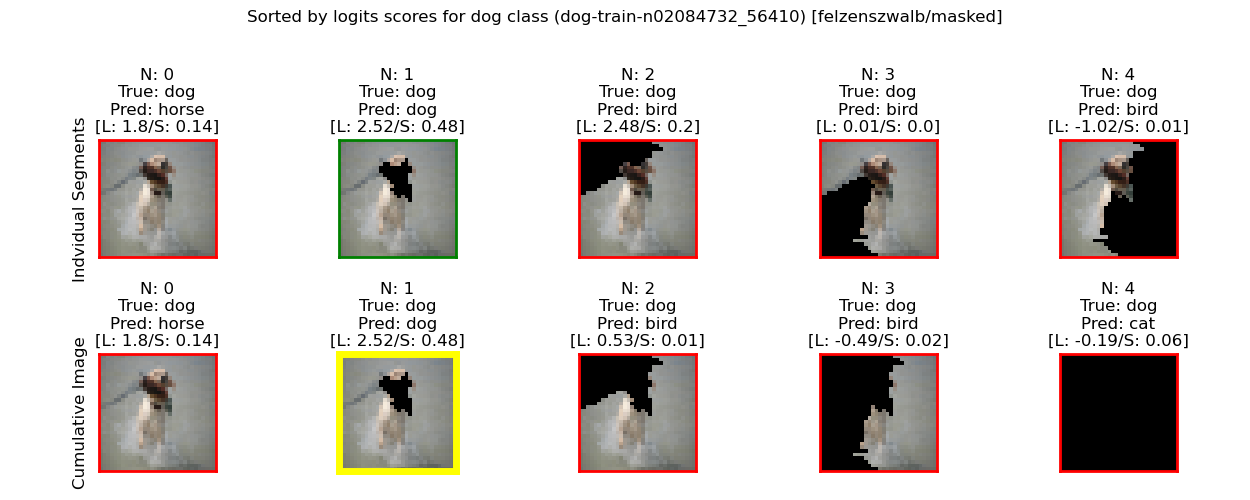 Sorted by logits scores for dog class (dog-train-n02084732_56410) [felzenszwalb/masked]
Indvidual Segments
N: 0
True: dog
Pred: horse
[L: 1.8/S: 0.14]
N: 1
True: dog
Pred: dog
[L: 2.52/S: 0.48]
N: 2
True: dog
Pred: bird
[L: 2.48/S: 0.2]
N: 3
True: dog
Pred: bird
[L: 0.01/S: 0.0]
N: 4
True: dog
Pred: bird
[L: -1.02/S: 0.01]
Cumulative Image
N: 0
True: dog
Pred: horse
[L: 1.8/S: 0.14]
N: 1
True: dog
Pred: dog
[L: 2.52/S: 0.48]
N: 2
True: dog
Pred: bird
[L: 0.53/S: 0.01]
N: 3
True: dog
Pred: bird
[L: -0.49/S: 0.02]
N: 4
True: dog
Pred: cat
[L: -0.19/S: 0.06]